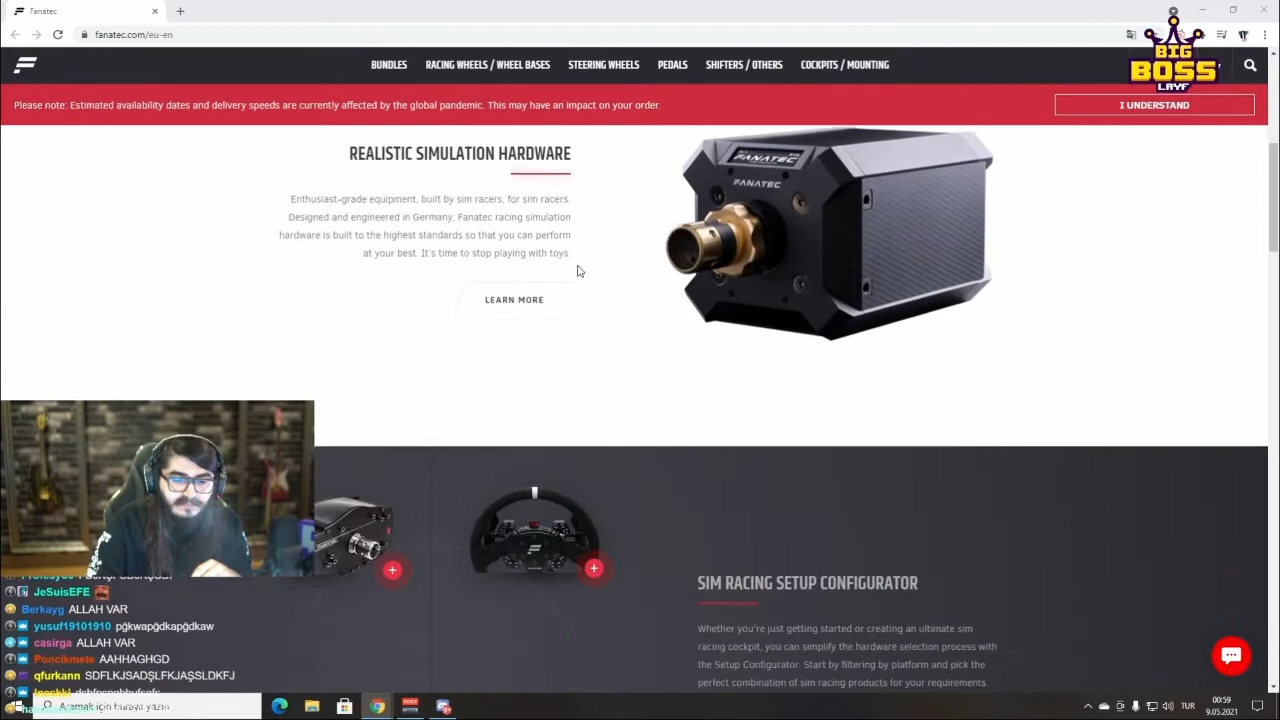 Fanatec
fanatec.com/eu-en
BUNDLES RACING WHEELS / WHEEL BASES STEERING WHEELS PEDALS SHIFTERS / OTHERS COCKPITS / MOUNTING
BIG
BOSS
LAYF
Please note: Estimated availability dates and delivery speeds are currently affected by the global pandemic. This may have an impact on your order.
I UNDERSTAND
REALISTIC SIMULATION HARDWARE
Enthusiast-grade equipment, built by sim racers, for sim racers.
Designed and engineered in Germany, Fanatec racing simulation
hardware is built to the highest standards so that you can perform
at your best. It's time to stop playing with toys.
LEARN MORE
FANATEC
FANATEC
FANATEC
SIM RACING SETUP CONFIGURATOR
Whether you're just getting started or creating an ultimate sim
racing cockpit, you can simplify the hardware selection process with
the Setup Configurator. Start by filtering by platform and pick the
perfect combination of sim racing products for your requirements.
JeSuisEFE
Berkayg ALLAH VAR
yusuf19101910 pğkwapğdkapğdkaw
casirga ALLAH VAR
Poncikmete AAHHAGHGD
qfurkann SDFLKJSADŞLFKJAŞSLDKFJ
Aramak için buraya yazın
TUR
00:59
9.05.2021